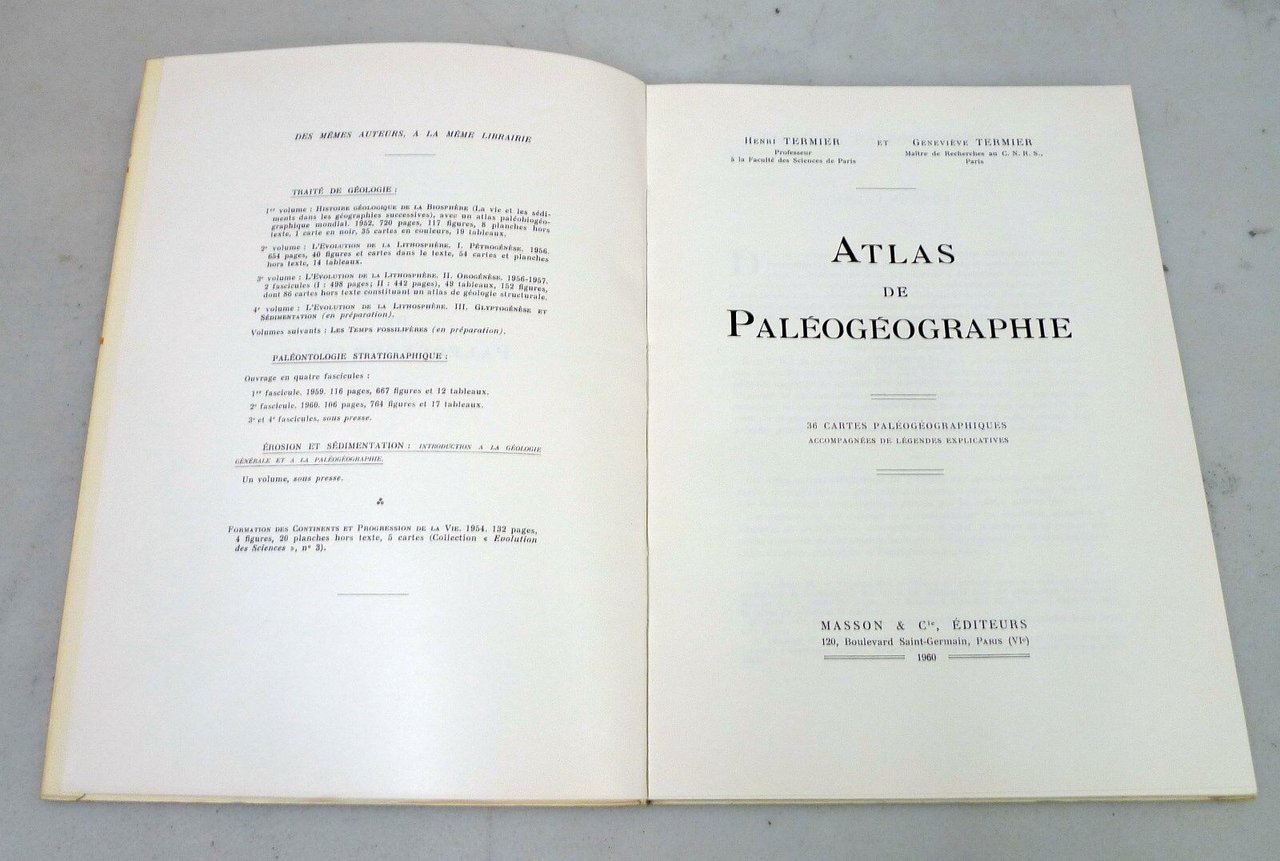 DES MÊMES AUTEURS, A LA MÊME LIBRAIRIE
TRAITÉ DE GÉOLOGIE :
1er volume : HISTOIRE GÉOLOGIQUE DE LA BIOSPHÈRE (La vie et les sédi-
ments dans les géographies successives), avec un atlas paléobiogéo-
graphique mondial. 1952. 720 pages, 117 figures, 8 planches hors
texte, 1 carte en noir, 35 cartes en couleurs, 19 tableaux.
2e volume : L'EVOLUTION DE LA LITHOSPHÈRE. I. PÉTROGÉNÈSE. 1956.
654 pages, 40 figures et cartes dans le texte, 54 cartes et planches
hors texte, 14 tableaux.
3e volume : L'EVOLUTION DE LA LITHOSPHÈRE. II. OROGÉNÈSE. 1956-1957.
2 fascicules (I : 498 pages; II : 442 pages), 49 tableaux, 152 figures,
dont 86 cartes hors texte constituant un atlas de géologie structurale.
4e volume : L'EVOLUTION DE LA LITHOSPHÈRE. III. GLYPTOGÉNÈSE ET
SÉDIMENTATION (en préparation).
Volumes suivants : LES TEMPS FOSSILIFÈRES (en préparation).
PALÉONTOLOGIE STRATIGRAPHIQUE :
Ouvrage en quatre fascicules :
1er fascicule. 1959. 116 pages, 667 figures et 12 tableaux.
2e fascicule. 1960. 106 pages, 764 figures et 17 tableaux.
3e et 4e fascicules, sous presse.
ÉROSION ET SÉDIMENTATION : INTRODUCTION A LA GÉOLOGIE
GÉNÉRALE ET A LA PALÉOGÉOGRAPHIE.
Un volume, sous presse.
FORMATION DES CONTINENTS ET PROGRESSION DE LA VIE. 1954. 132 pages,
4 figures, 20 planches hors texte, 5 cartes (Collection « Evolution
des Sciences », n° 3).
HENRI TERMIER ET GENEVIÈVE TERMIER
Professeur Maître de Recherches au C. N. R. S.,
à la Faculté des Sciences de Paris Paris
ATLAS
DE
PALÉOGÉOGRAPHIE
36 CARTES PALÉOGÉOGRAPHIQUES
ACCOMPAGNÉES DE LÉGENDES EXPLICATIVES
MASSON & Cie, ÉDITEURS
120, Boulevard Saint-Germain, PARIS (VIe)
1960